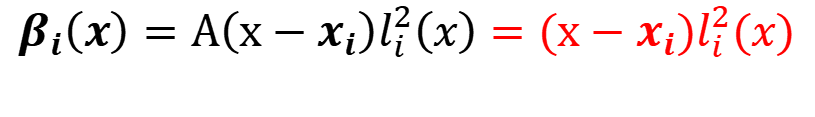 βᵢ(x) = A(x − xᵢ)lᵢ²(x) = (x − xᵢ)lᵢ²(x)